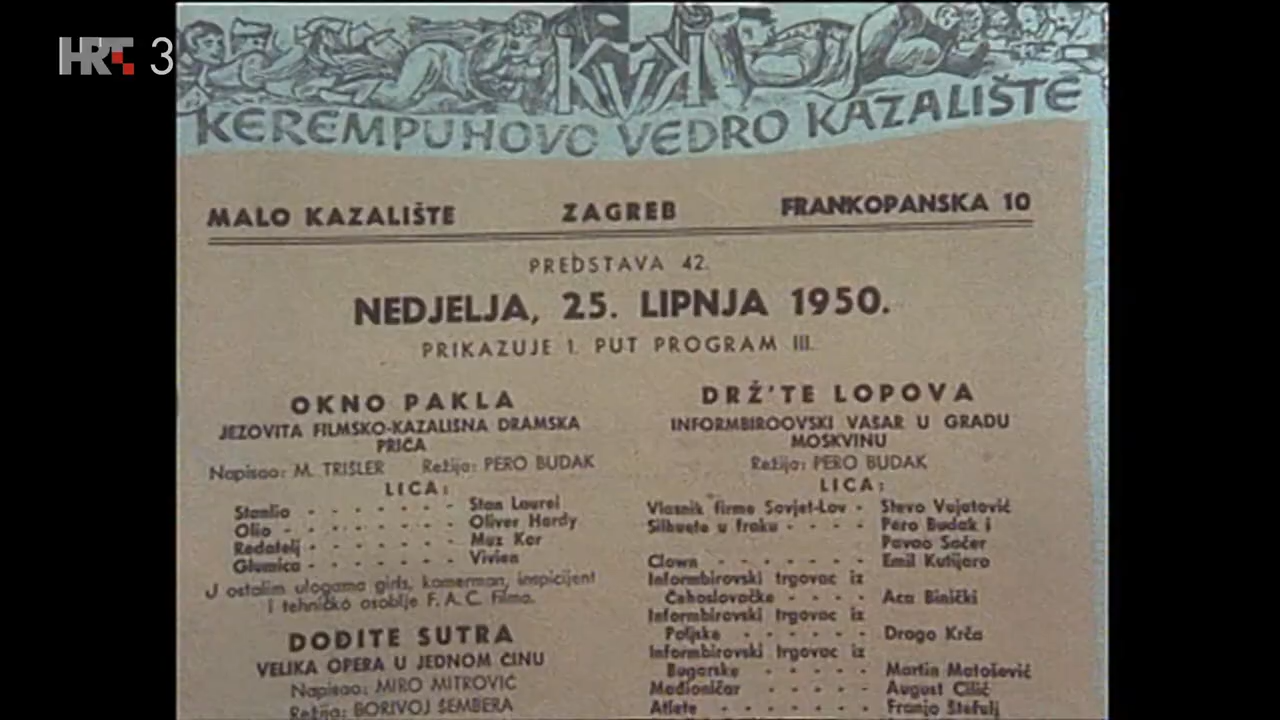 HRT 3
KVK
KEREMPUHOVO VEDRO KAZALIŠTE
MALO KAZALIŠTE ZAGREB FRANKOPANSKA 10
PREDSTAVA 42.
NEDJELJA, 25. LIPNJA 1950.
PRIKAZUJE 1. PUT PROGRAM III.
OKNO PAKLA
JEZOVITA FILMSKO-KAZALIŠNA DRAMSKA
PRIČA
Napisao: M. TRIŠLER Režija: PERO BUDAK
LICA:
Stanlio - - - - - - - Stan Laurel
Olio - - - - - - - - Oliver Hardy
Redatelj - - - - - - - Muz Kor
Glumica - - - - - - - Vivien
U ostalim ulogama girls, kamerman, inspicijent
i tehničko osoblje F. A. C. Filma.
DOĐITE SUTRA
VELIKA OPERA U JEDNOM ČINU
Napisao: MIRO MITROVIĆ
Režija: BORIVOJ ŠEMBERA
DRŽ'TE LOPOVA
INFORMBIROOVSKI VAŠAR U GRADU
MOSKVINU
Režija: PERO BUDAK
LICA:
Vlasnik firme Sovjet-Lov - Stevo Vujatović
Silhuete u fraku - - - - Pero Budak i
Pavao Sočer
Clown - - - - - - - Emil Kutijaro
Informbirovski trgovac iz
Čehoslovačke - - - - Aca Binički
Informbirovski trgovac iz
Poljske - - - - - - Drago Krča
Informbirovski trgovac iz
Bugarske - - - - - Martin Matošević
Mađioničar - - - - - August Cilić
Atlete - - - - - - - Franjo Štefulj